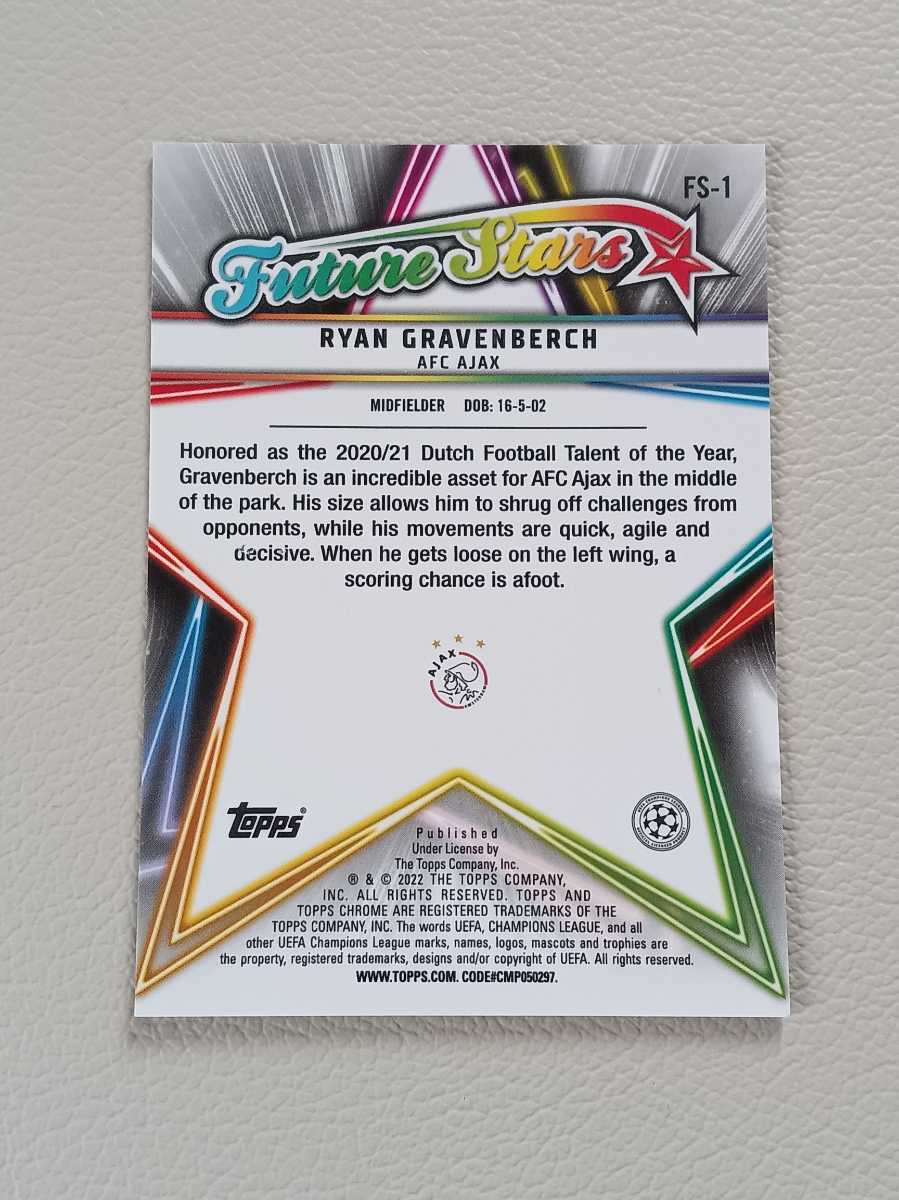 FS-1
Future Stars
RYAN GRAVENBERCH
AFC AJAX
MIDFIELDER DOB: 16-5-02
Honored as the 2020/21 Dutch Football Talent of the Year,
Gravenberch is an incredible asset for AFC Ajax in the middle
of the park. His size allows him to shrug off challenges from
opponents, while his movements are quick, agile and
decisive. When he gets loose on the left wing, a
scoring chance is afoot.
AJAX
AMSTERDAM
topps®
UEFA CHAMPIONS LEAGUE
OFFICIAL LICENSED PRODUCT
Published
Under License by
The Topps Company, Inc.
® & © 2022 THE TOPPS COMPANY,
INC. ALL RIGHTS RESERVED. TOPPS AND
TOPPS CHROME ARE REGISTERED TRADEMARKS OF THE
TOPPS COMPANY, INC. The words UEFA, CHAMPIONS LEAGUE, and all
other UEFA Champions League marks, names, logos, mascots and trophies are
the property, registered trademarks, designs and/or copyright of UEFA. All rights reserved.
WWW.TOPPS.COM. CODE#CMP050297.